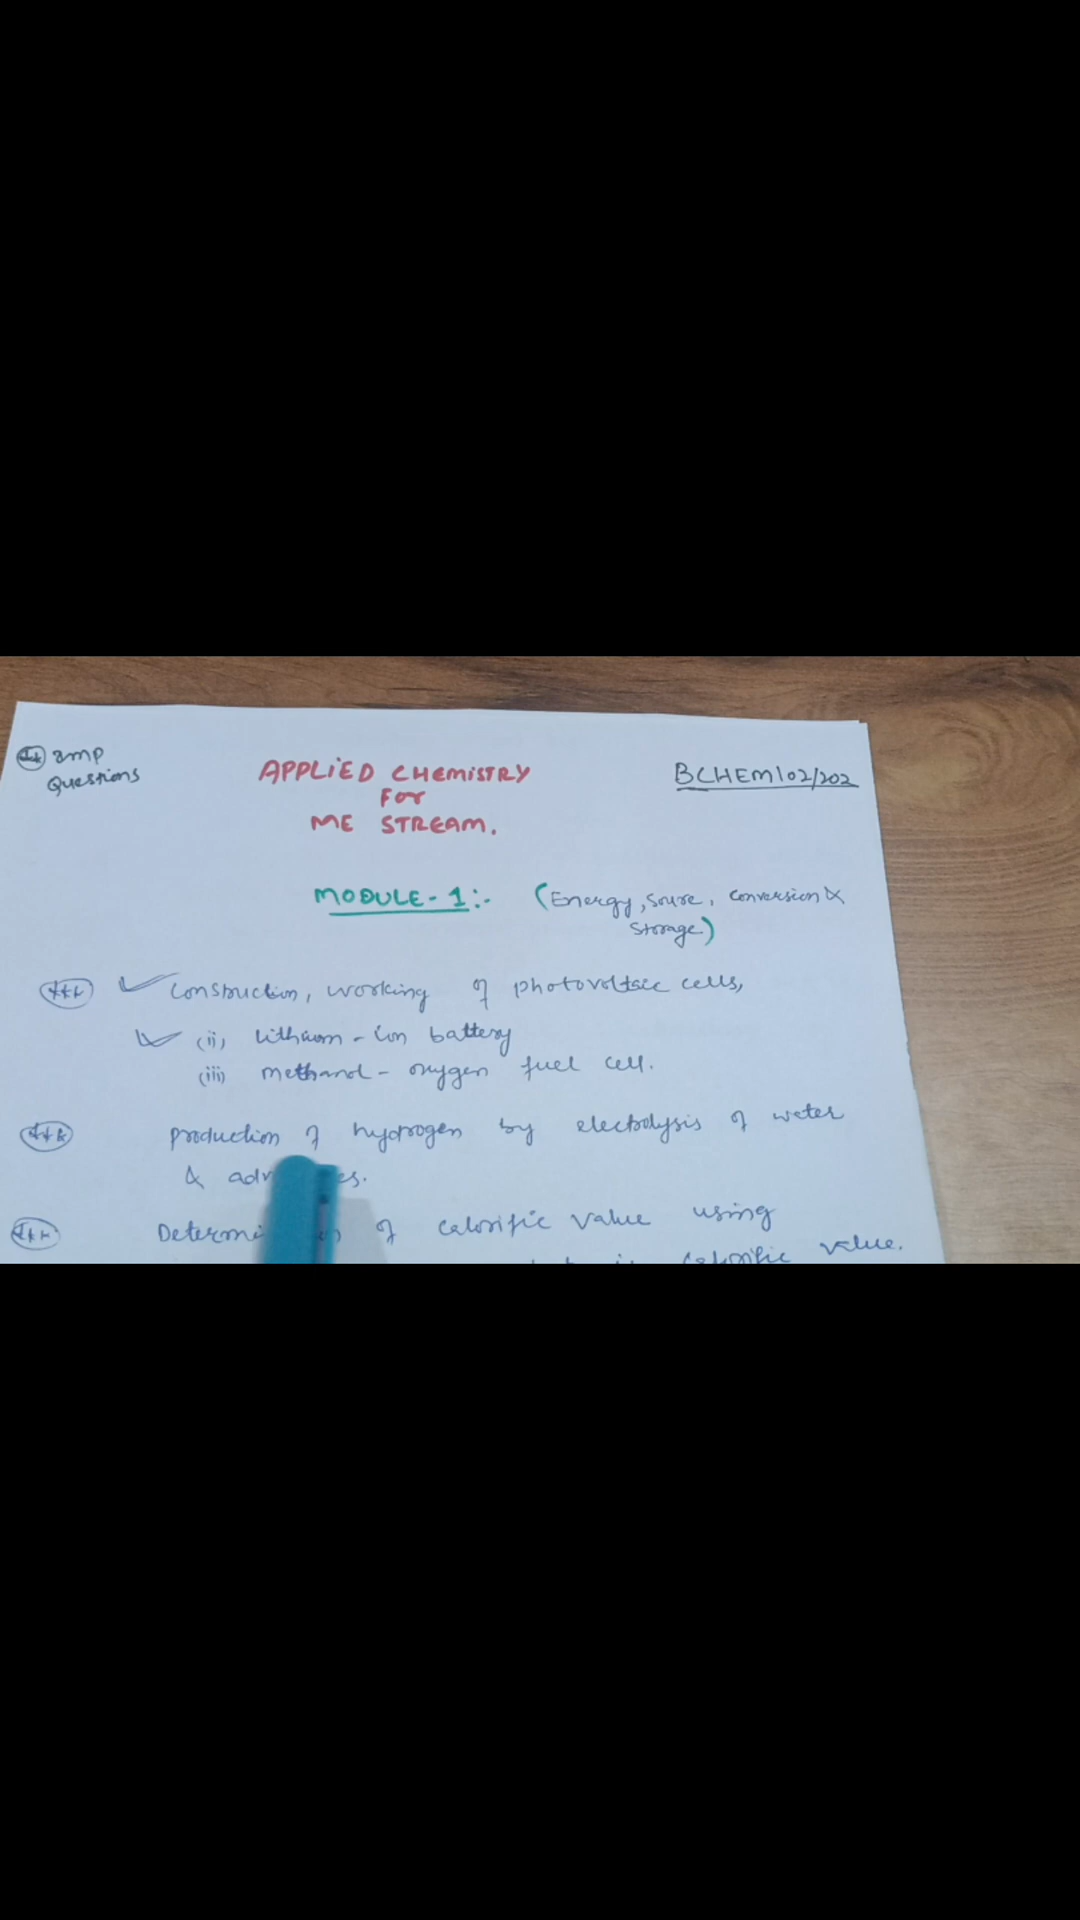 Imp
Questions
APPLIED CHEMISTRY
For
ME STREAM.
BCHEM102/202
MODULE-1:- (Energy, Sourse, Conversion &
Storage)
*** Construction, working of photovoltaic cells,
(ii) lithium-ion battery
(iii) methanol-oxygen fuel cell.
*** production of hydrogen by electrolysis of water
&
*** of calorific value using
calorific value.